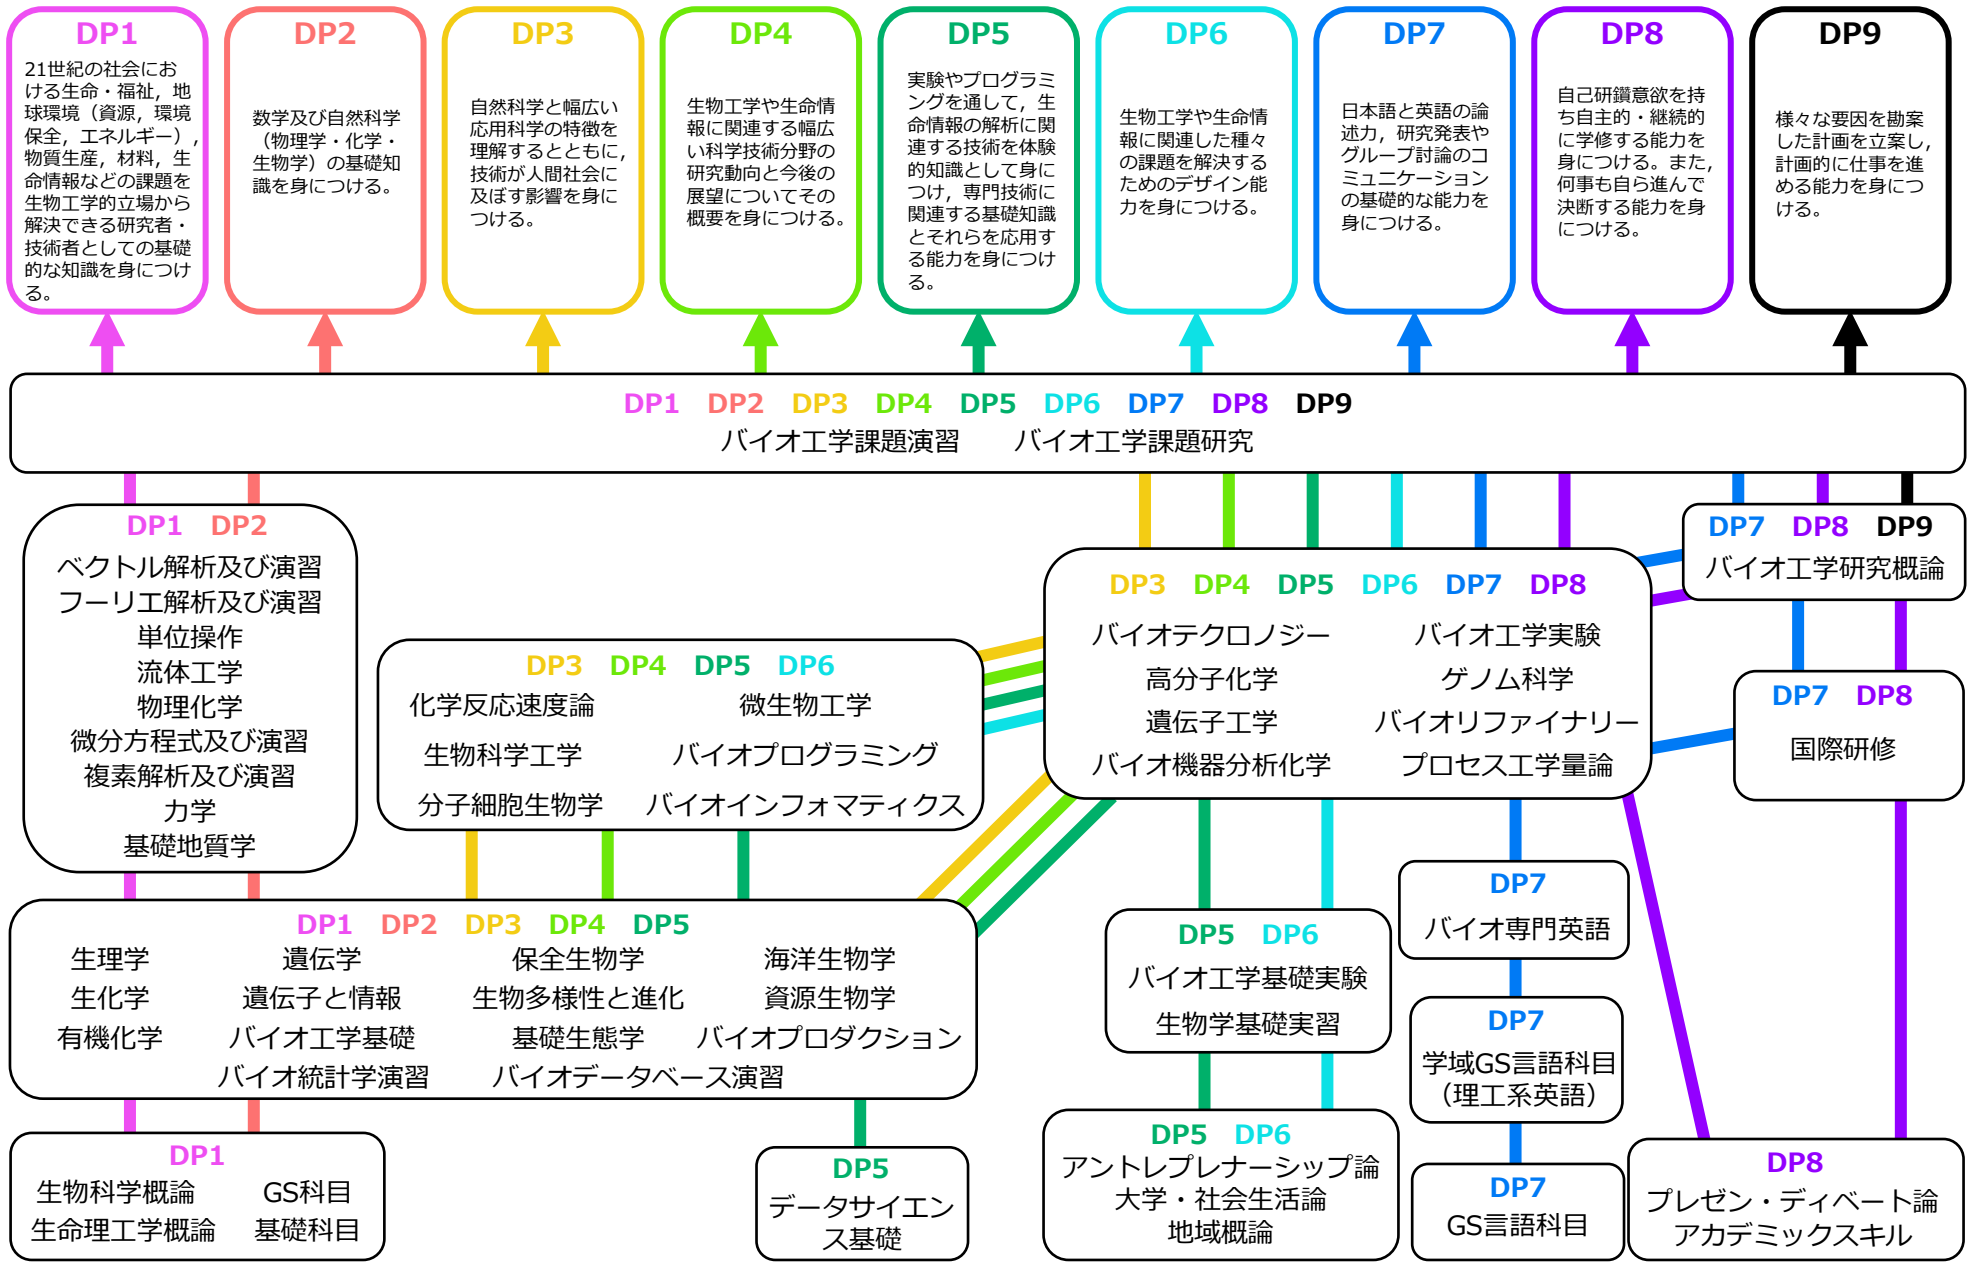 DP1
21世紀の社会にお
ける生命・福祉，地
球環境（資源，環境
保全，エネルギー），
物質生産，材料，生
命情報などの課題を
生物工学的立場から
解決できる研究者・
技術者としての基礎
的な知識を身につけ
る。
DP2
数学及び自然科学
（物理学・化学・
生物学）の基礎知
識を身につける。
DP3
自然科学と幅広い
応用科学の特徴を
理解するとともに，
技術が人間社会に
及ぼす影響を身に
つける。
DP4
生物工学や生命情
報に関連する幅広
い科学技術分野の
研究動向と今後の
展望についてその
概要を身につける。
DP5
実験やプログラミ
ングを通して，生
命情報の解析に関
連する技術を体験
的知識として身に
つけ，専門技術に
関連する基礎知識
とそれらを応用す
る能力を身につけ
る。
DP6
生物工学や生命情
報に関連した種々
の課題を解決する
ためのデザイン能
力を身につける。
DP7
日本語と英語の論
述力，研究発表や
グループ討論のコ
ミュニケーション
の基礎的な能力を
身につける。
DP8
自己研鑽意欲を持
ち自主的・継続的
に学修する能力を
身につける。また，
何事も自ら進んで
決断する能力を身
につける。
DP9
様々な要因を勘案
した計画を立案し，
計画的に仕事を進
める能力を身につ
ける。
DP1 DP2 DP3 DP4 DP5 DP6 DP7 DP8 DP9
バイオ工学課題演習 バイオ工学課題研究
DP1 DP2
ベクトル解析及び演習
フーリエ解析及び演習
単位操作
流体工学
物理化学
微分方程式及び演習
複素解析及び演習
力学
基礎地質学
DP3 DP4 DP5 DP6
化学反応速度論 微生物工学
生物科学工学 バイオプログラミング
分子細胞生物学 バイオインフォマティクス
DP3 DP4 DP5 DP6 DP7 DP8
バイオテクロノジー バイオ工学実験
高分子化学 ゲノム科学
遺伝子工学 バイオリファイナリー
バイオ機器分析化学 プロセス工学量論
DP7 DP8 DP9
バイオ工学研究概論
DP7 DP8
国際研修
DP1 DP2 DP3 DP4 DP5
生理学 遺伝学 保全生物学 海洋生物学
生化学 遺伝子と情報 生物多様性と進化 資源生物学
有機化学 バイオ工学基礎 基礎生態学 バイオプロダクション
バイオ統計学演習 バイオデータベース演習
DP5 DP6
バイオ工学基礎実験
生物学基礎実習
DP7
バイオ専門英語
DP7
学域GS言語科目
（理工系英語）
DP1
生物科学概論 GS科目
生命理工学概論 基礎科目
DP5
データサイエン
ス基礎
DP5 DP6
アントレプレナーシップ論
大学・社会生活論
地域概論
DP7
GS言語科目
DP8
プレゼン・ディベート論
アカデミックスキル